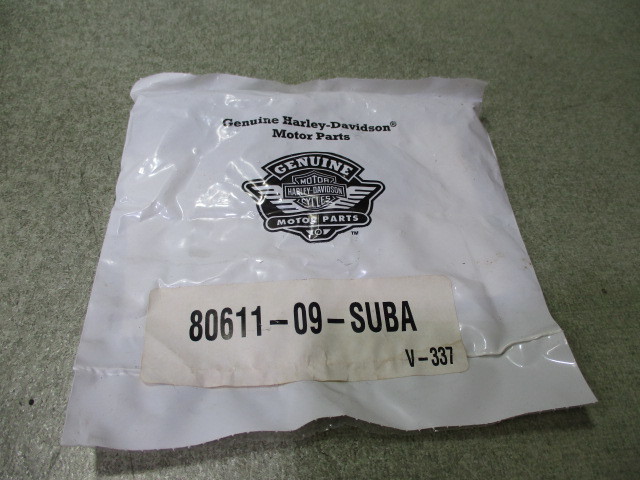 Genuine Harley-Davidson®
Motor Parts
GENUINE
MOTOR
HARLEY-DAVIDSON
CYCLES
MOTOR PARTS
™
80611-09-SUBA
V-337